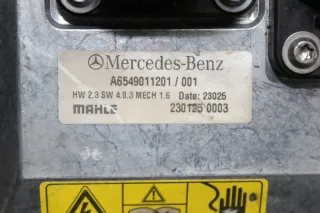 Mercedes-Benz
A6549011201 / 001
HW 2.3 SW 4.0.3 MECH 1.6 Date: 23025
MAHLE 230125 0003